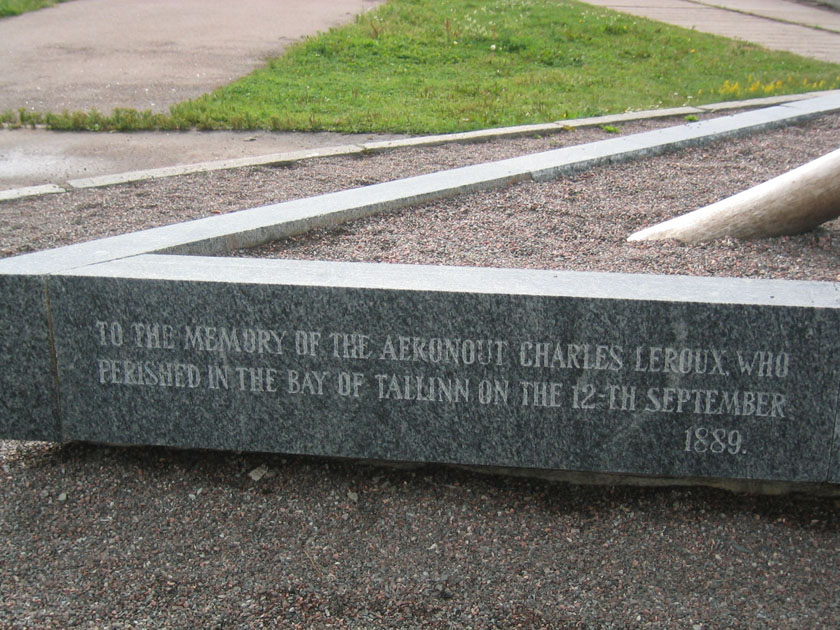 TO THE MEMORY OF THE AERONOUT CHARLES LEROUX, WHO
PERISHED IN THE BAY OF TALLINN ON THE 12=TH SEPTEMBER
1889.